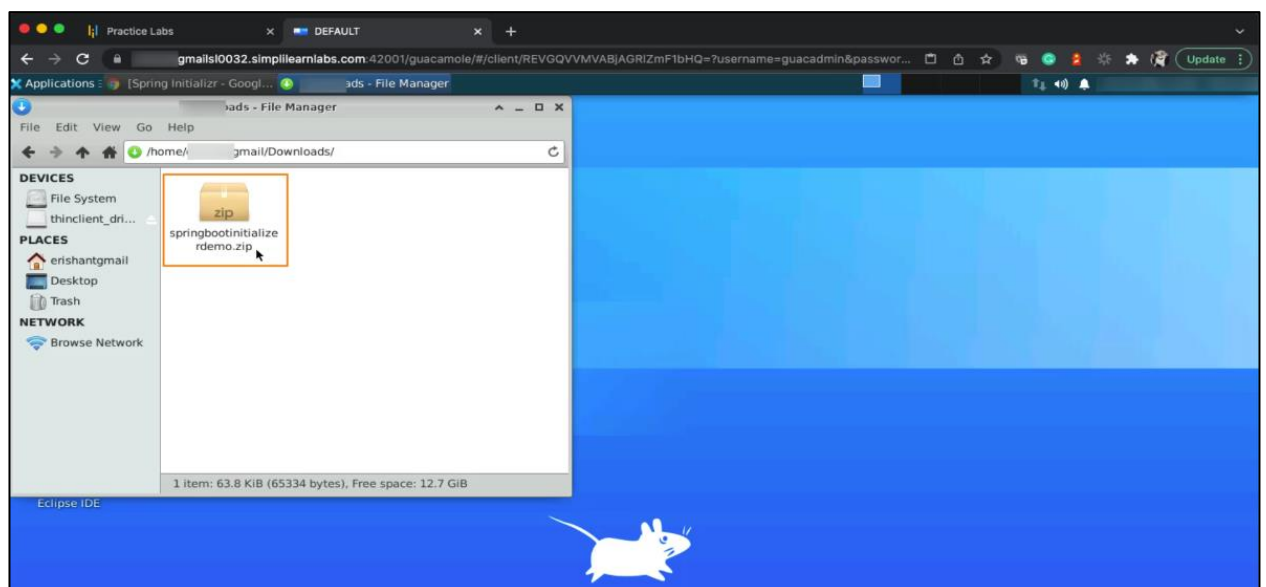 Practice Labs
DEFAULT
gmailsl0032.simplilearnlabs.com:42001/guacamole/#/client/REVGQVVMVABjAGRIZmF1bHQ=?username=guacadmin&passwor...
Update
Applications
[Spring Initializr - Googl...
ads - File Manager
ads - File Manager
File Edit View Go Help
/home/ gmail/Downloads/
DEVICES
File System
thinclient_dri...
PLACES
erishantgmail
Desktop
Trash
NETWORK
Browse Network
zip
springbootinitialize
rdemo.zip
1 item: 63.8 KiB (65334 bytes), Free space: 12.7 GiB
Eclipse IDE